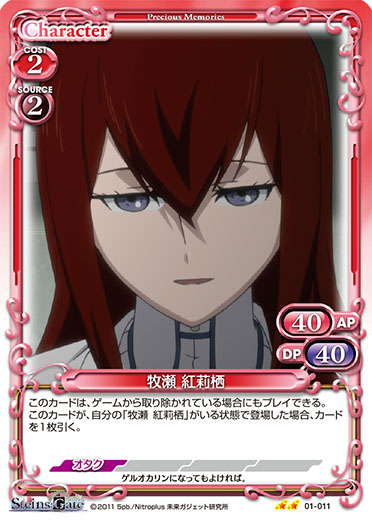 Precious Memories
Character
COST
2
SOURCE
2
40 AP
DP 40
牧瀬 紅莉栖
このカードは、ゲームから取り除かれている場合にもプレイできる。
このカードが、自分の「牧瀬 紅莉栖」がいる状態で登場した場合、カード
を1枚引く。
オタク
ゲルオカリンになってもよければ。
Steins;Gate
©2011 5pb./Nitroplus 未来ガジェット研究所
01-011